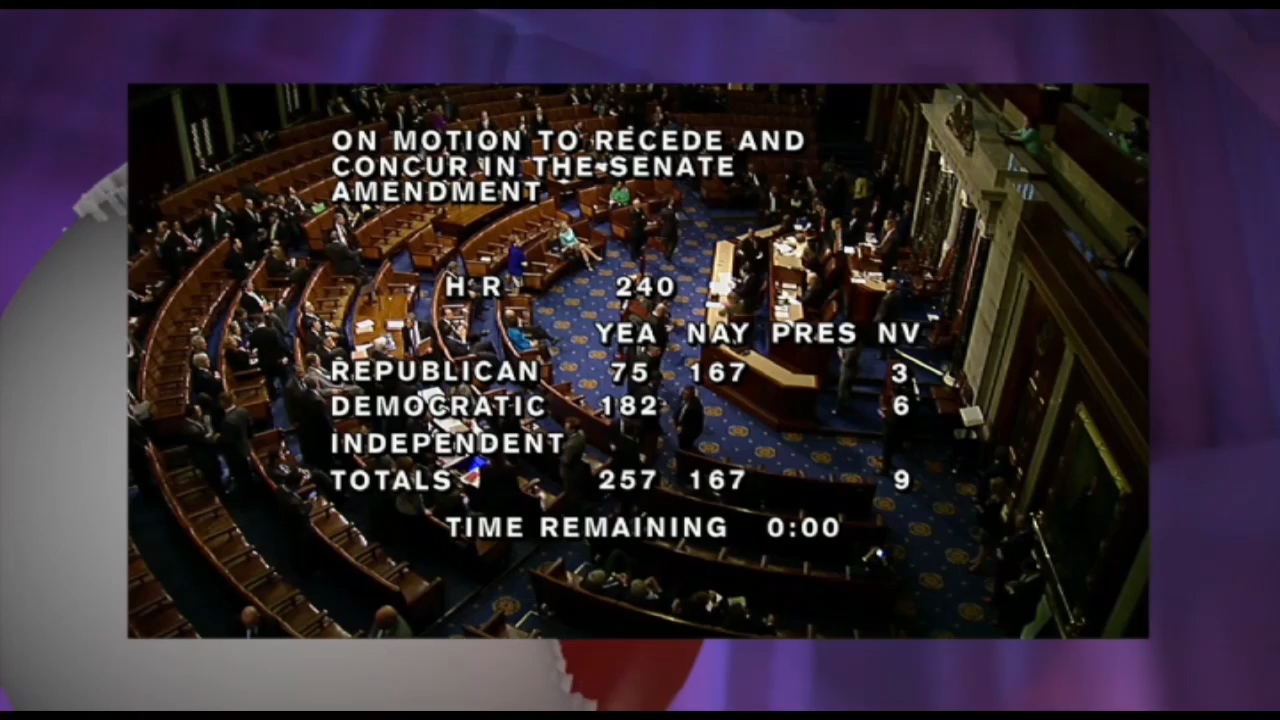 ON MOTION TO RECEDE AND
CONCUR IN THE SENATE
AMENDMENT
H R 240
YEA NAY PRES NV
REPUBLICAN 75 167 3
DEMOCRATIC 182 6
INDEPENDENT
TOTALS 257 167 9
TIME REMAINING 0:00